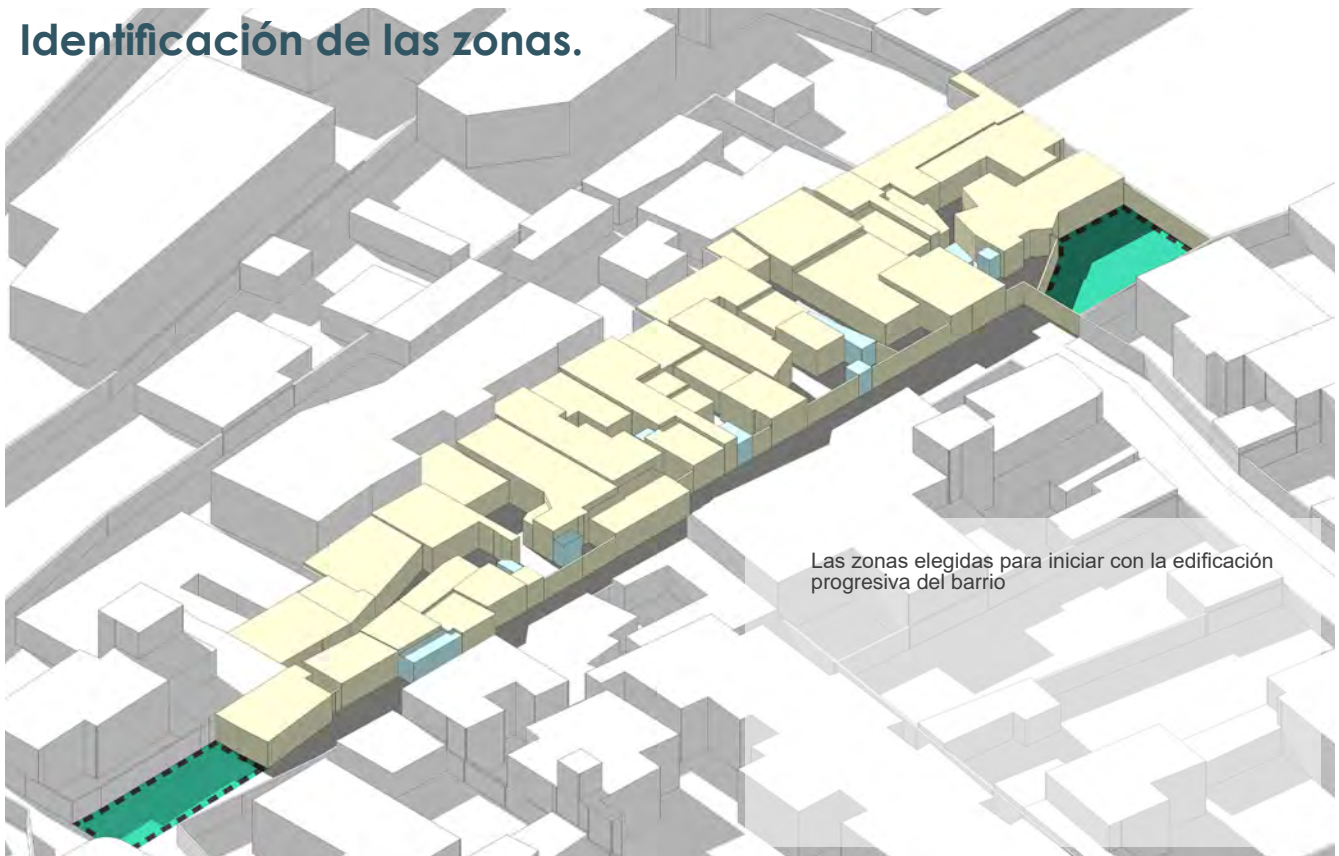 Identificación de las zonas.
Las zonas elegidas para iniciar con la edificación
progresiva del barrio